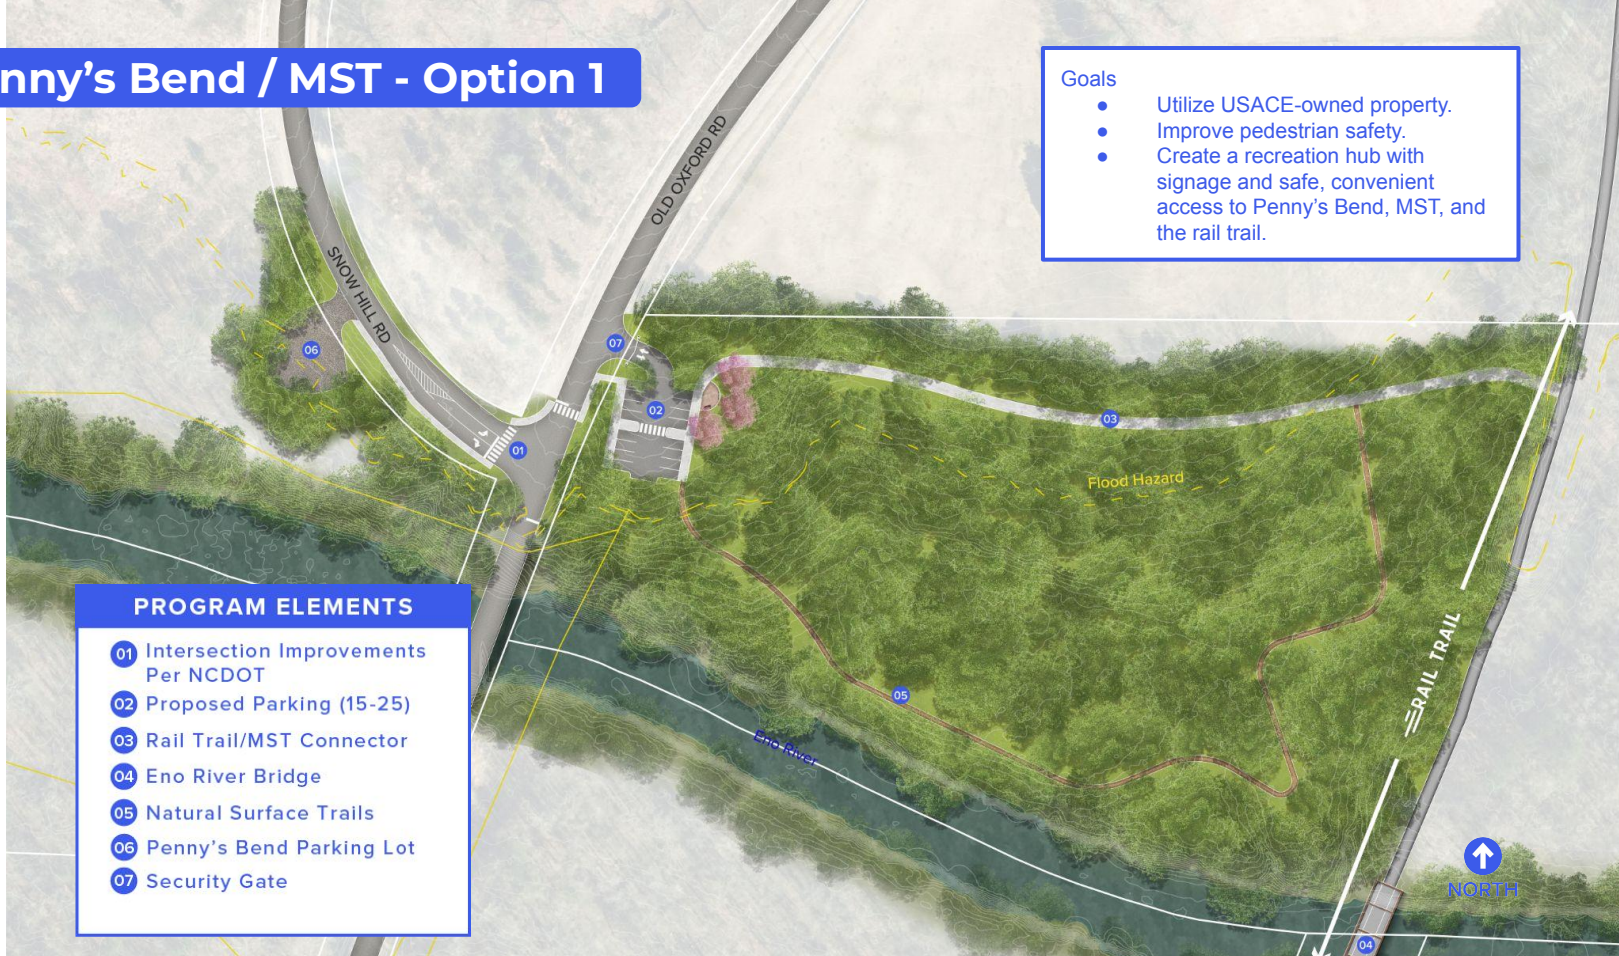 nny's Bend / MST - Option 1
Goals
● Utilize USACE-owned property.
● Improve pedestrian safety.
● Create a recreation hub with
signage and safe, convenient
access to Penny's Bend, MST, and
the rail trail.
OLD OXFORD RD
SNOW HILL RD
06
07
02
01
03
Flood Hazard
05
Eno River
=RAIL TRAIL
04
NORTH
PROGRAM ELEMENTS
01 Intersection Improvements
Per NCDOT
02 Proposed Parking (15-25)
03 Rail Trail/MST Connector
04 Eno River Bridge
05 Natural Surface Trails
06 Penny's Bend Parking Lot
07 Security Gate